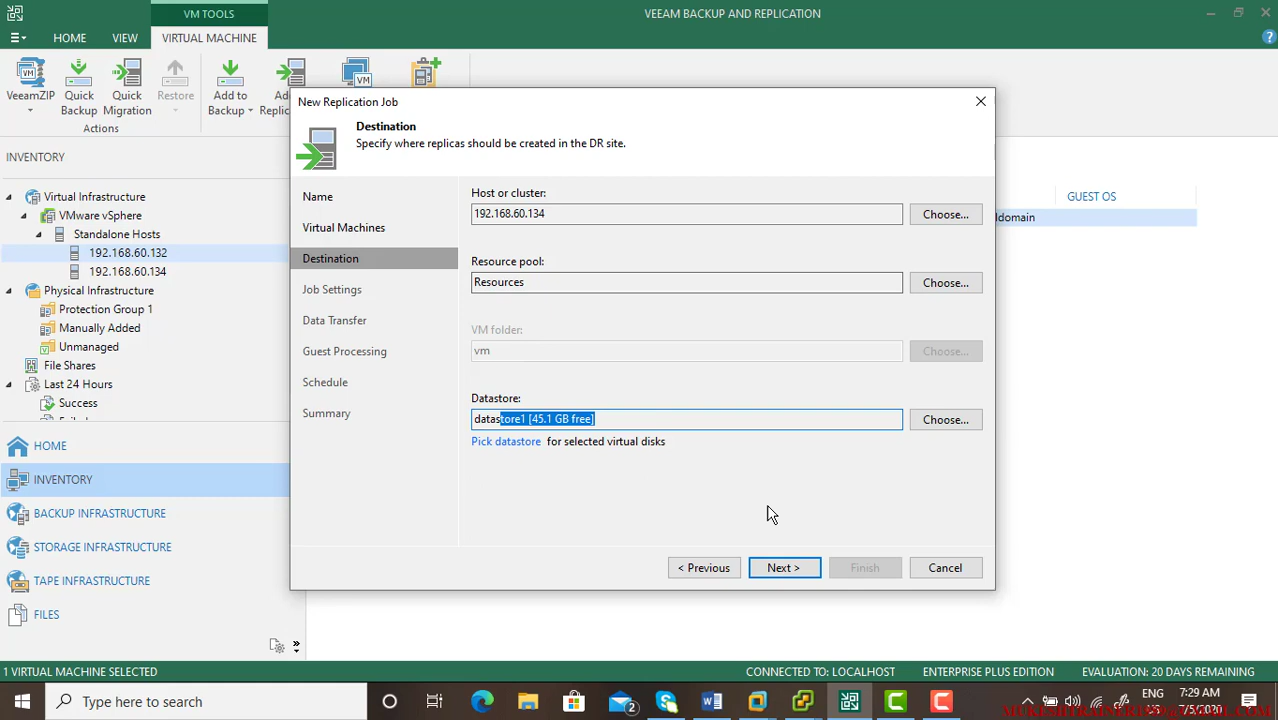 VM TOOLS
VEEAM BACKUP AND REPLICATION
HOME
VIEW
VIRTUAL MACHINE
VM
VM
VeeamZIP
Quick
Backup
Quick
Migration
Restore
Add to
Backup
Actions
New Replication Job
Destination
Specify where replicas should be created in the DR site.
INVENTORY
Virtual Infrastructure
VMware vSphere
Standalone Hosts
192.168.60.132
192.168.60.134
Physical Infrastructure
Protection Group 1
Manually Added
Unmanaged
File Shares
Last 24 Hours
Success
Name
Virtual Machines
Destination
Job Settings
Data Transfer
Guest Processing
Schedule
Summary
Host or cluster:
192.168.60.134
Choose...
Resource pool:
Resources
Choose...
VM folder:
vm
Choose...
Datastore:
datastore1 [45.1 GB free]
Choose...
Pick datastore for selected virtual disks
< Previous
Next >
Finish
Cancel
GUEST OS
ldomain
HOME
INVENTORY
BACKUP INFRASTRUCTURE
STORAGE INFRASTRUCTURE
TAPE INFRASTRUCTURE
FILES
1 VIRTUAL MACHINE SELECTED
CONNECTED TO: LOCALHOST
ENTERPRISE PLUS EDITION
EVALUATION: 20 DAYS REMAINING
Type here to search
2
ENG
7:29 AM
7/5/2020